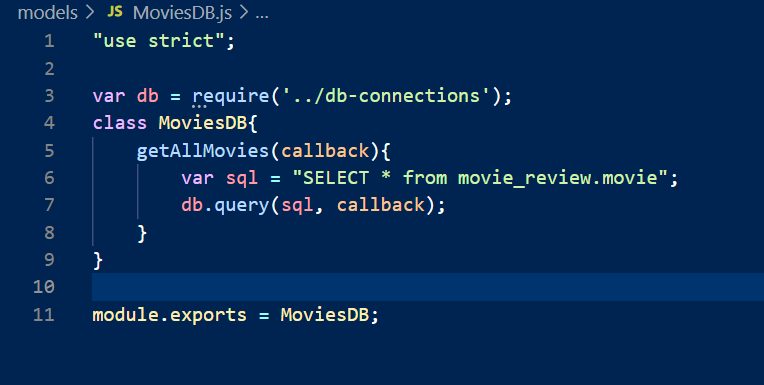 models > JS MoviesDB.js > ...
1 "use strict";
2
3 var db = require('../db-connections');
4 class MoviesDB{
5     getAllMovies(callback){
6         var sql = "SELECT * from movie_review.movie";
7         db.query(sql, callback);
8     }
9 }
10
11 module.exports = MoviesDB;